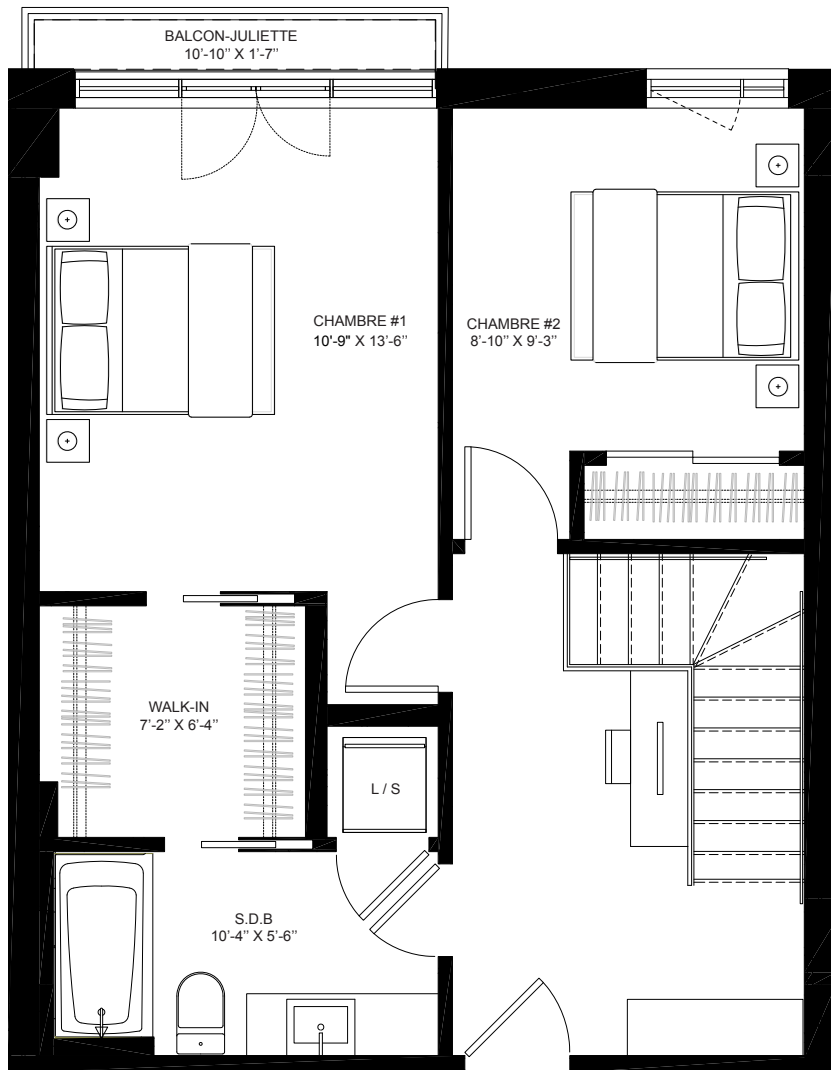 BALCON-JULIETTE
10'-10" X 1'-7"
CHAMBRE #1
10'-9" X 13'-6"
CHAMBRE #2
8'-10" X 9'-3"
WALK-IN
7'-2" X 6'-4"
L / S
S.D.B
10'-4" X 5'-6"